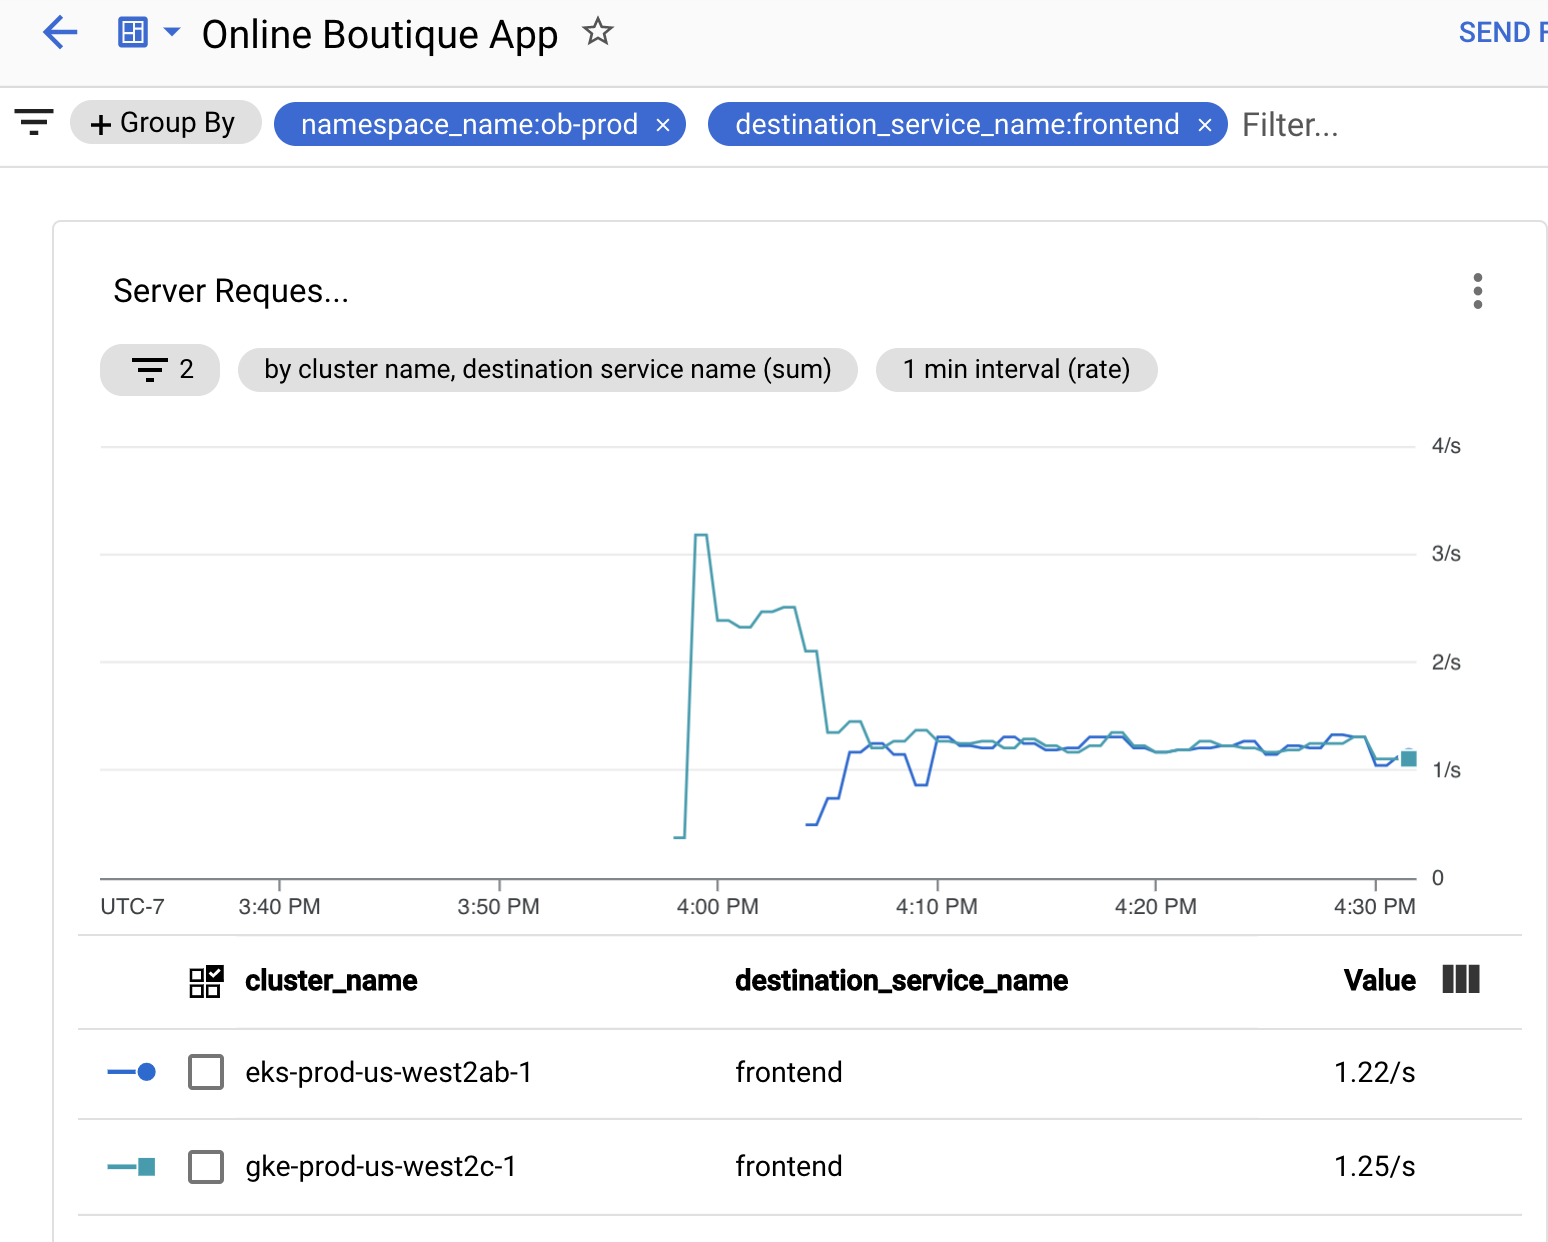 Online Boutique App
SEND F
+ Group By
namespace_name:ob-prod ×
destination_service_name:frontend ×
Filter...
Server Reques...
2
by cluster name, destination service name (sum)
1 min interval (rate)
4/s
3/s
2/s
1/s
0
UTC-7 3:40 PM 3:50 PM 4:00 PM 4:10 PM 4:20 PM 4:30 PM
cluster_name destination_service_name Value
eks-prod-us-west2ab-1 frontend 1.22/s
gke-prod-us-west2c-1 frontend 1.25/s